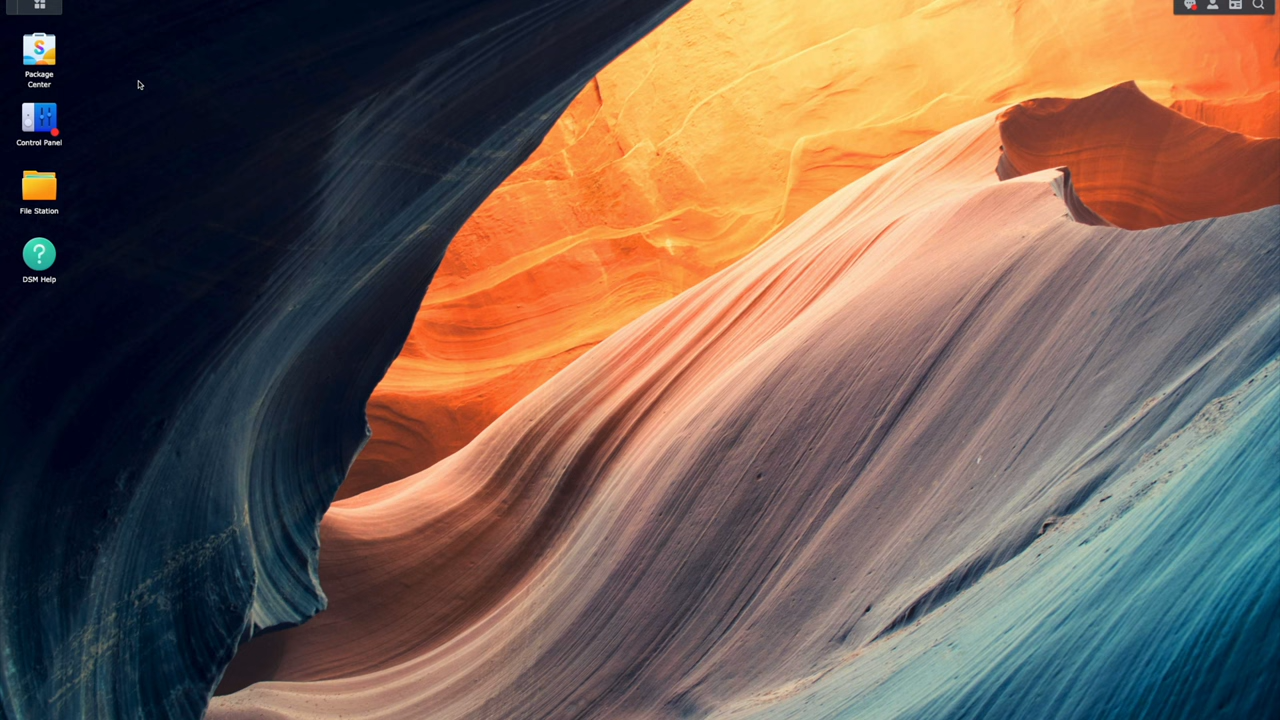 Package
Center
Control Panel
File Station
DSM Help